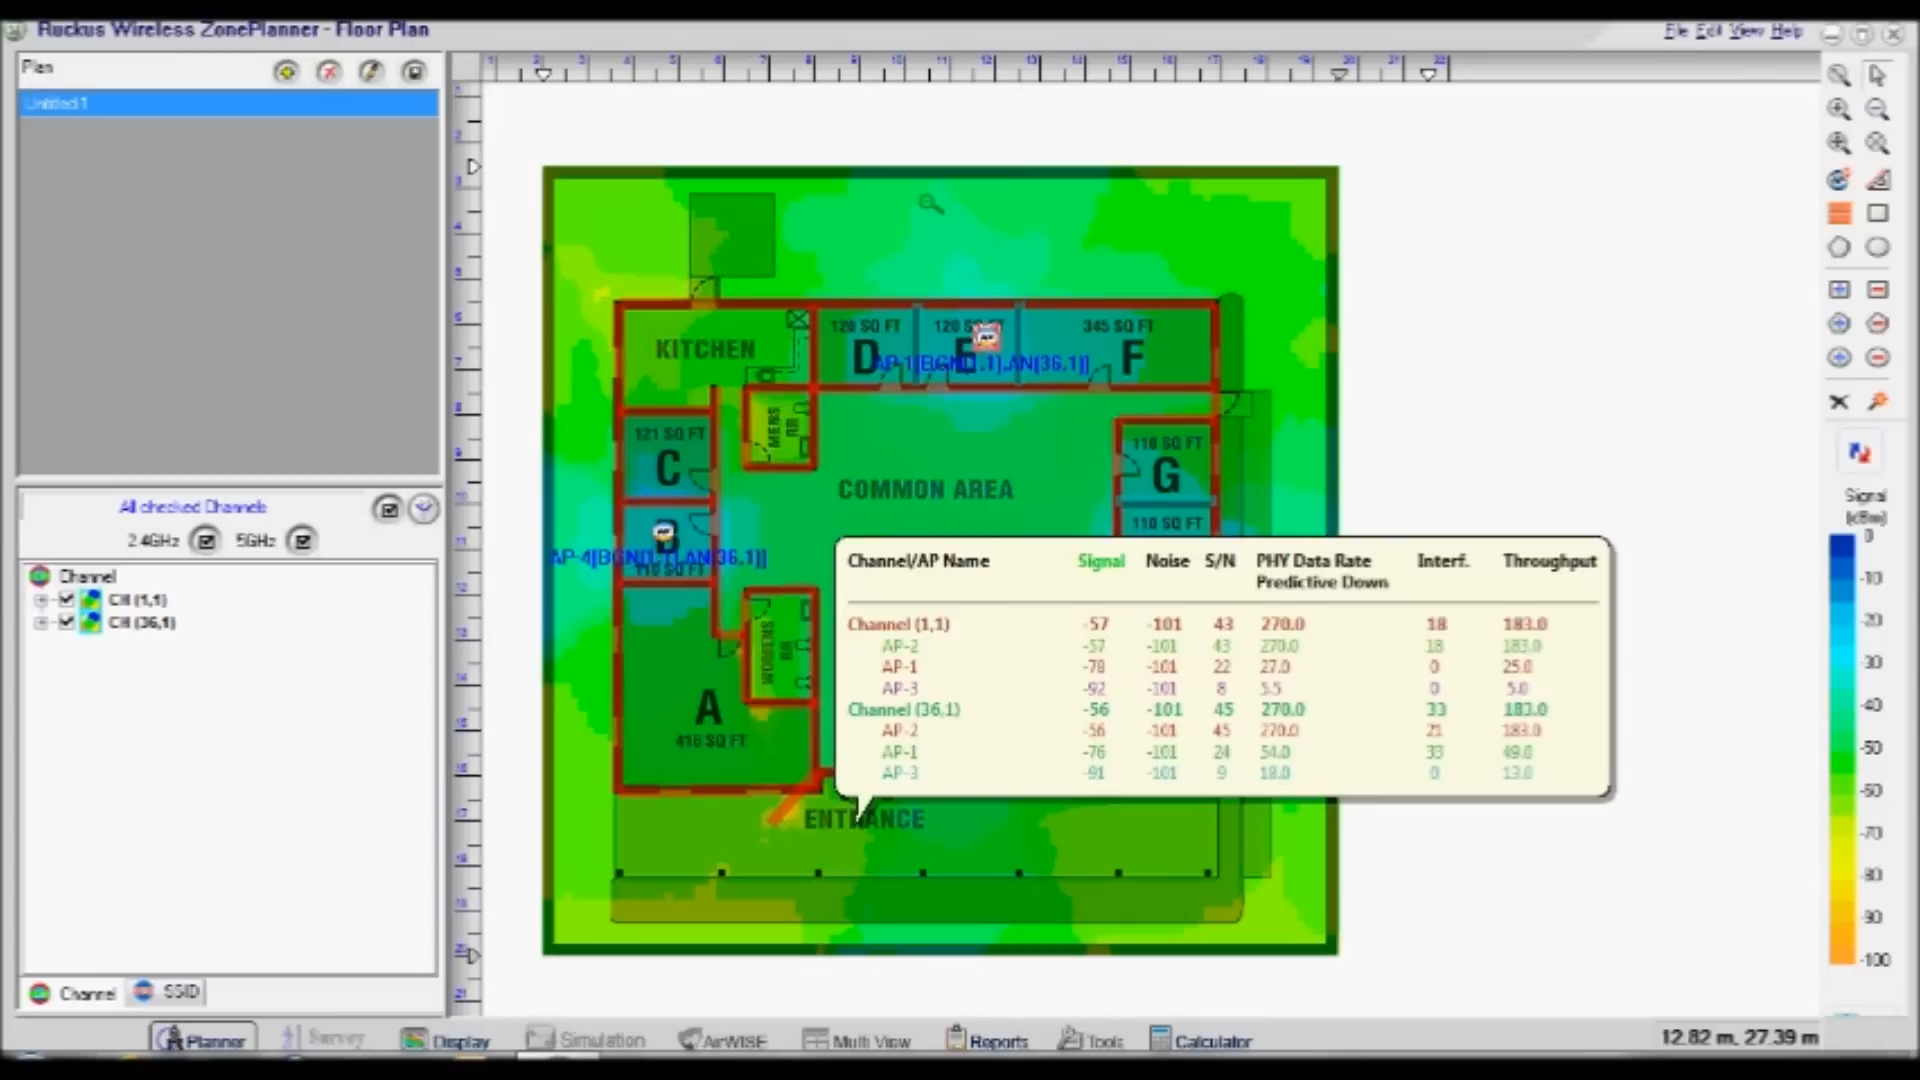 Ruckus Wireless ZonePlanner - Floor Plan
File Edit View Help
Plan
Untitled1
All checked Channels
2.4GHz 5GHz
Channel
CH (1,1)
CH (36,1)
Channel SSID
KITCHEN
MENS RR
120 SQ FT
D
120 SQ FT
E
345 SQ FT
F
121 SQ FT
C
COMMON AREA
110 SQ FT
G
110 SQ FT
B
110 SQ FT
WOMENS RR
A
416 SQ FT
ENTRANCE
Channel/AP Name Signal Noise S/N PHY Data Rate Predictive Down Interf. Throughput
Channel (1,1) -57 -101 43 270.0 18 183.0
AP-2 -57 -101 43 270.0 18 183.0
AP-1 -78 -101 22 27.0 0 25.0
AP-3 -92 -101 8 5.5 0 5.0
Channel (36,1) -56 -101 45 270.0 33 183.0
AP-2 -56 -101 45 270.0 21 183.0
AP-1 -76 -101 24 54.0 33 49.0
AP-3 -91 -101 9 18.0 0 13.0
Signal
(dBm)
0
-10
-20
-30
-40
-50
-60
-70
-80
-90
-100
Planner Survey Display Simulation AirWISE Multi View Reports Tools Calculator
12.82 m, 27.39 m